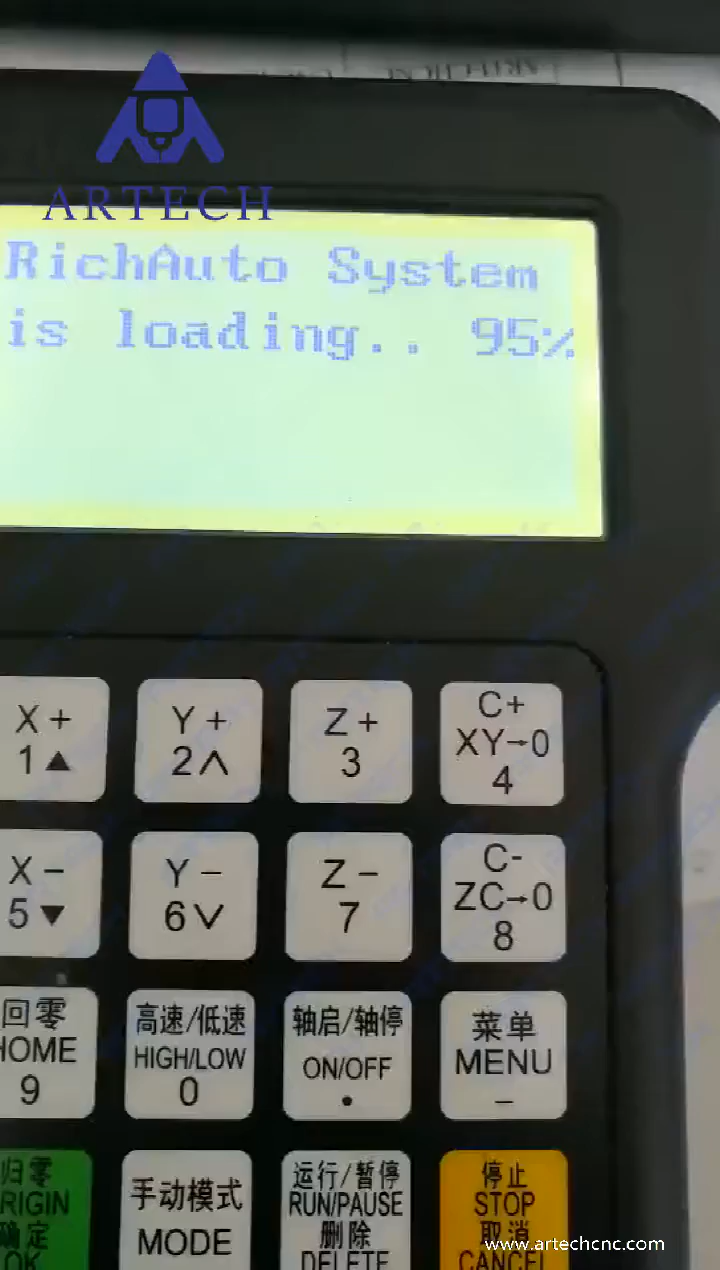 ARTECH
RichAuto System
is loading.. 95%
X+
1▲
Y+
2∧
Z+
3
C+
XY→0
4
X-
5▼
Y-
6∨
Z-
7
C-
ZC→0
8
回零
HOME
9
高速/低速
HIGH/LOW
0
轴启/轴停
ON/OFF
•
菜单
MENU
-
归零
RIGIN
确定
OK
手动模式
MODE
运行/暂停
RUN/PAUSE
删除
DELETE
停止
STOP
取消
CANCEL
www.artechcnc.com